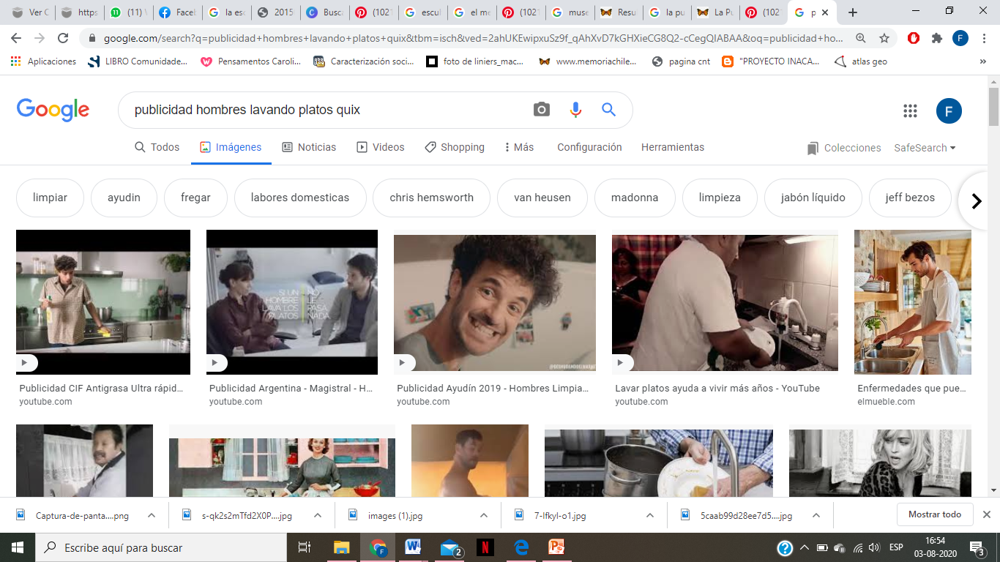 Ver C
https
(11) \
Faceb
la esc
2015
Busca
(1021
escul
el me
(1021
muse
Resul
la pu
La Pu
(1021
p
google.com/search?q=publicidad+hombres+lavando+platos+quix&tbm=isch&ved=2ahUKEwipxuSz9f_qAhXvD7kGHXieCG8Q2-cCegQIABAA&oq=publicidad+ho...
F
Aplicaciones
LIBRO Comunidade...
Pensamentos Caroli...
Caracterización soci...
foto de liniers_mac...
www.memoriachile...
pagina cnt
"PROYECTO INACA...
atlas geo
»
Google
publicidad hombres lavando platos quix
F
Todos
Imágenes
Noticias
Videos
Shopping
Más
Configuración
Herramientas
Colecciones
SafeSearch
limpiar
ayudin
fregar
labores domesticas
chris hemsworth
van heusen
madonna
limpieza
jabón líquido
jeff bezos
SI UN
HOMBRE
LAVA LOS
PLATOS
NO
LE
PASA
NADA
Publicidad CIF Antigrasa Ultra rápid...
youtube.com
Publicidad Argentina - Magistral - H...
youtube.com
Publicidad Ayudín 2019 - Hombres Limpia...
youtube.com
Lavar platos ayuda a vivir más años - YouTube
youtube.com
Enfermedades que pue...
elmueble.com
Captura-de-panta....png
s-qk2s2mTfd2X0P....jpg
images (1).jpg
7-lfkyl-o1.jpg
5caab99d28ee7d5....jpg
Mostrar todo
Escribe aquí para buscar
2
ESP
16:54
03-08-2020
3